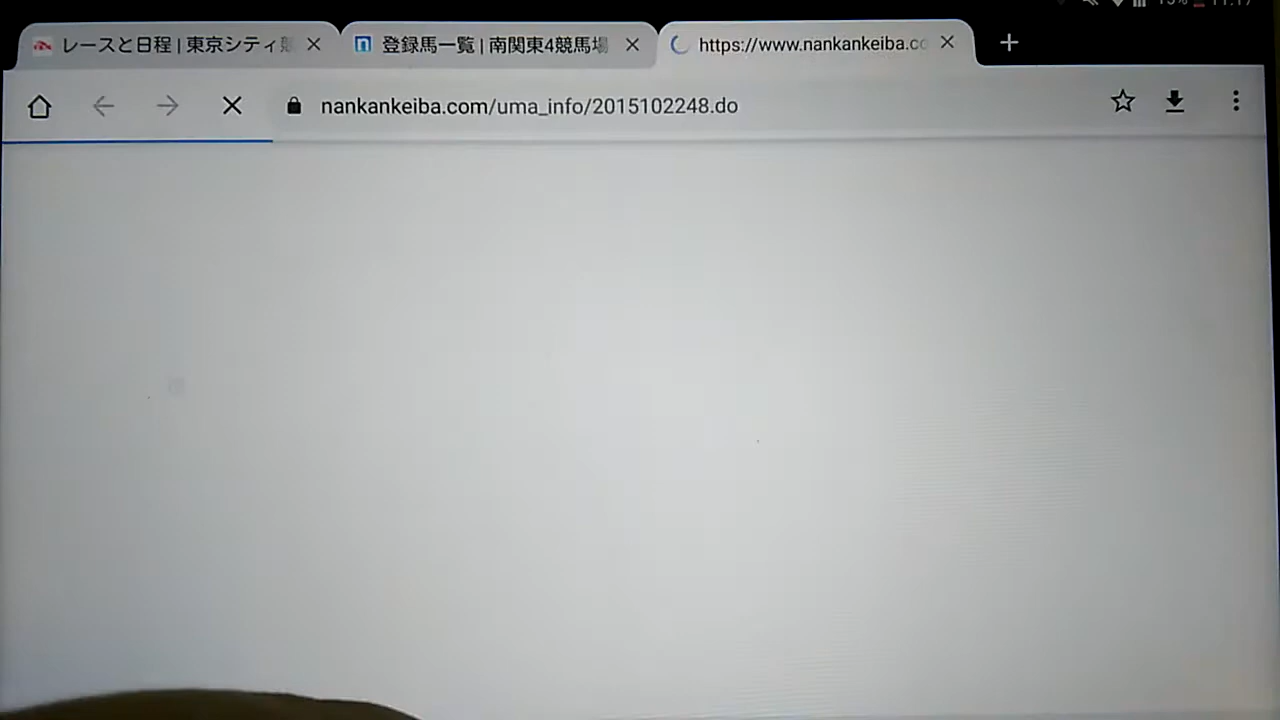 レースと日程 | 東京シティ競
登録馬一覧 | 南関東4競馬場
https://www.nankankeiba.co
nankankeiba.com/uma_info/2015102248.do